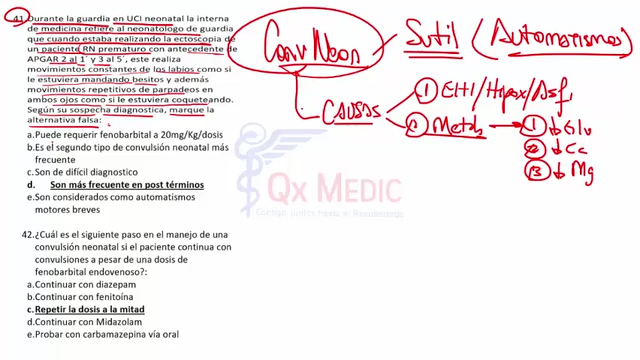 41. Durante la guardia en UCI neonatal la interna
de medicina refiere al neonatologo de guardia
que cuando estaba realizando la ectoscopia de
un paciente RN prematuro con antecedente de
APGAR 2 al 1´ y 3 al 5´, este realiza
movimientos constantes de los labios como si
le estuviera mandando besitos y además
movimientos repetitivos de parpadeos en
ambos ojos como si le estuviera coqueteando.
Según su sospecha diagnostica, marque la
alternativa falsa:
a. Puede requerir fenobarbital a 20mg/Kg/dosis
b. Es el segundo tipo de convulsión neonatal más
frecuente
c. Son de difícil diagnostico
d. Son más frecuente en post términos
e. Son considerados como automatismos
motores breves
42. ¿Cuál es el siguiente paso en el manejo de una
convulsión neonatal si el paciente continua con
convulsiones a pesar de una dosis de
fenobarbital endovenoso?:
a. Continuar con diazepam
b. Continuar con fenitoína
c. Repetir la dosis a la mitad
d. Continuar con Midazolam
e. Probar con carbamazepina vía oral
Conv Neon
Sutil (Automatismos)
Causas
① EHI/Hipox/Asf
② Metab
① ↓ Glu
② ↓ Ca
③ ↓ Mg
Qx MEDIC
Contigo hasta el Residentado